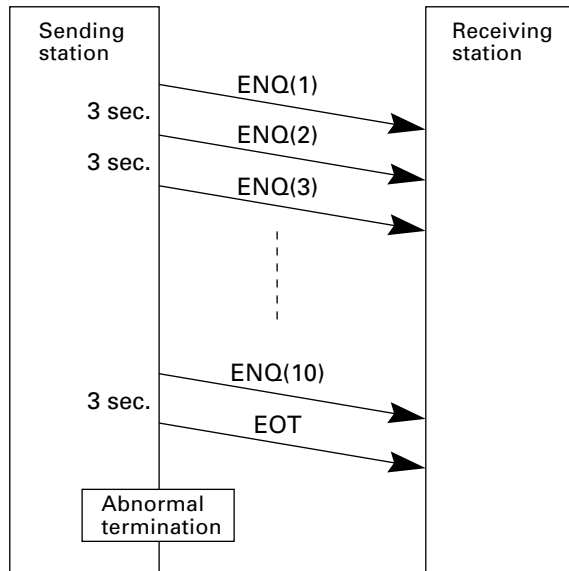 Sending
station
Receiving
station
ENQ(1)
3 sec.
ENQ(2)
3 sec.
ENQ(3)
ENQ(10)
3 sec.
EOT
Abnormal
termination